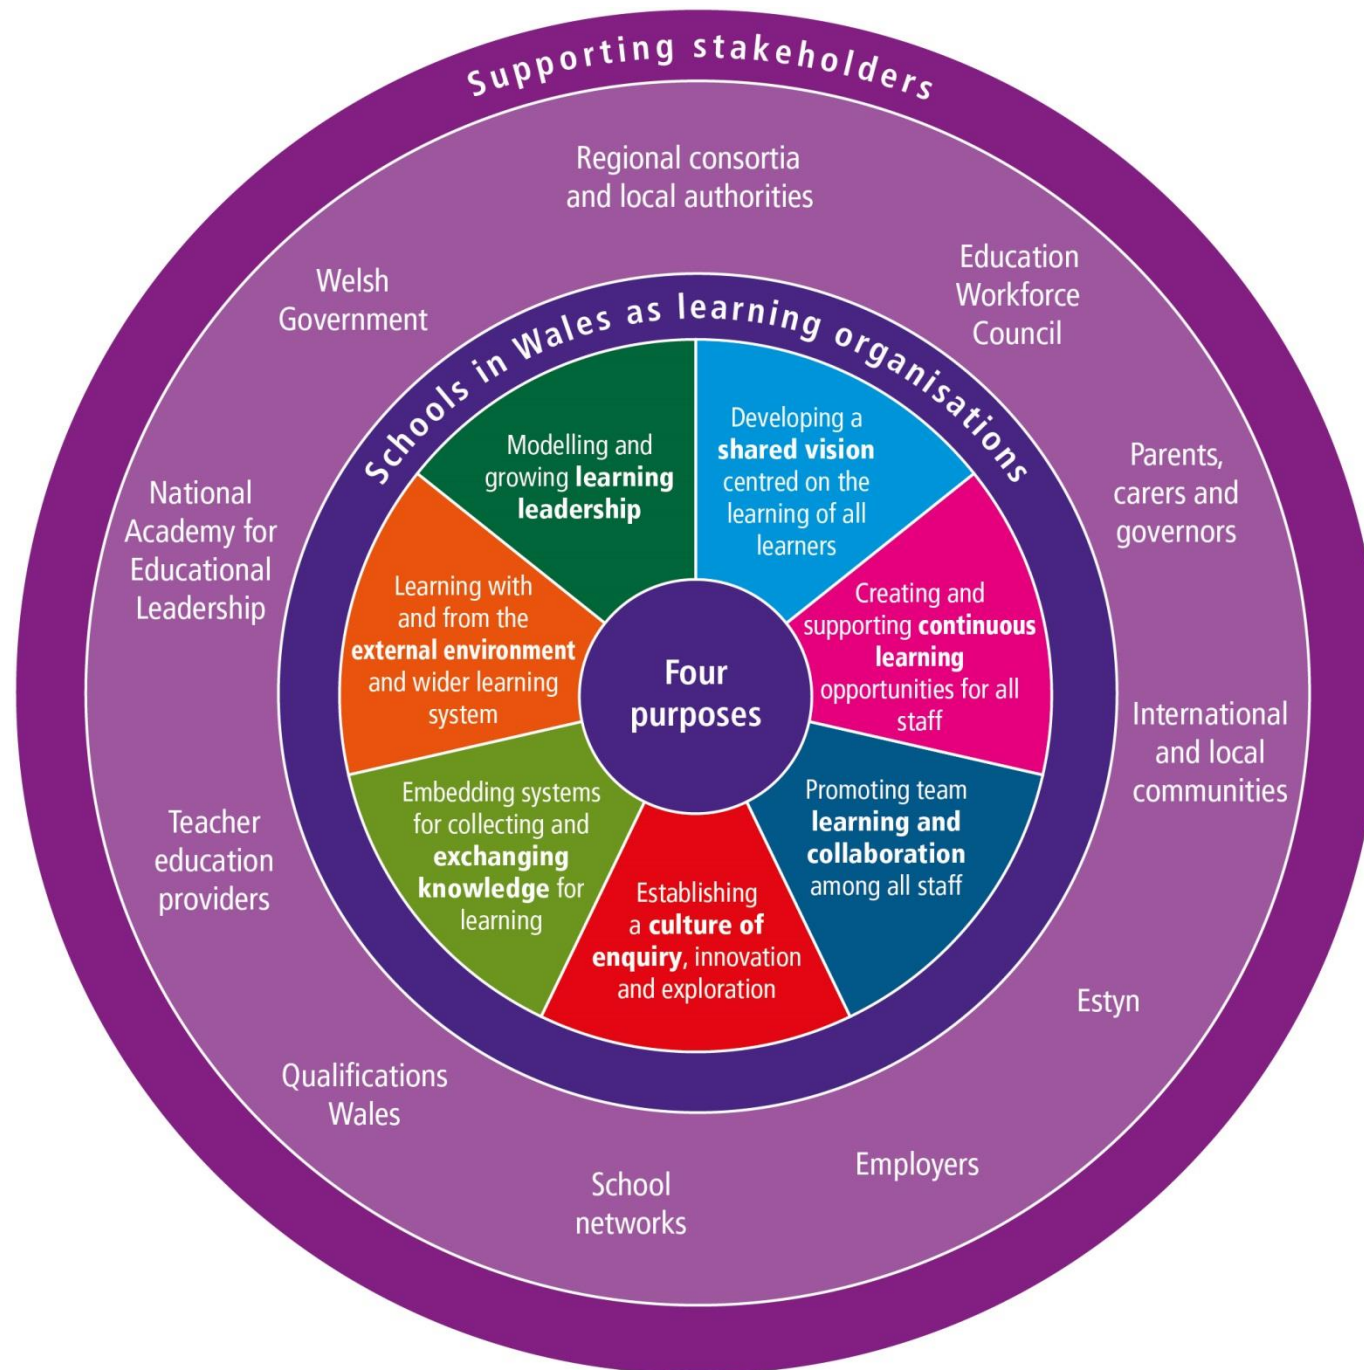 Supporting stakeholders
Regional consortia
and local authorities
Education
Workforce
Council
Parents,
carers and
governors
International
and local
communities
Estyn
Employers
School
networks
Qualifications
Wales
Teacher
education
providers
National
Academy for
Educational
Leadership
Welsh
Government
Schools in Wales as learning organisations
Developing a
shared vision
centred on the
learning of all
learners
Creating and
supporting continuous
learning
opportunities for all
staff
Promoting team
learning and
collaboration
among all staff
Establishing
a culture of
enquiry, innovation
and exploration
Embedding systems
for collecting and
exchanging
knowledge for
learning
Learning with
and from the
external environment
and wider learning
system
Modelling and
growing learning
leadership
Four
purposes